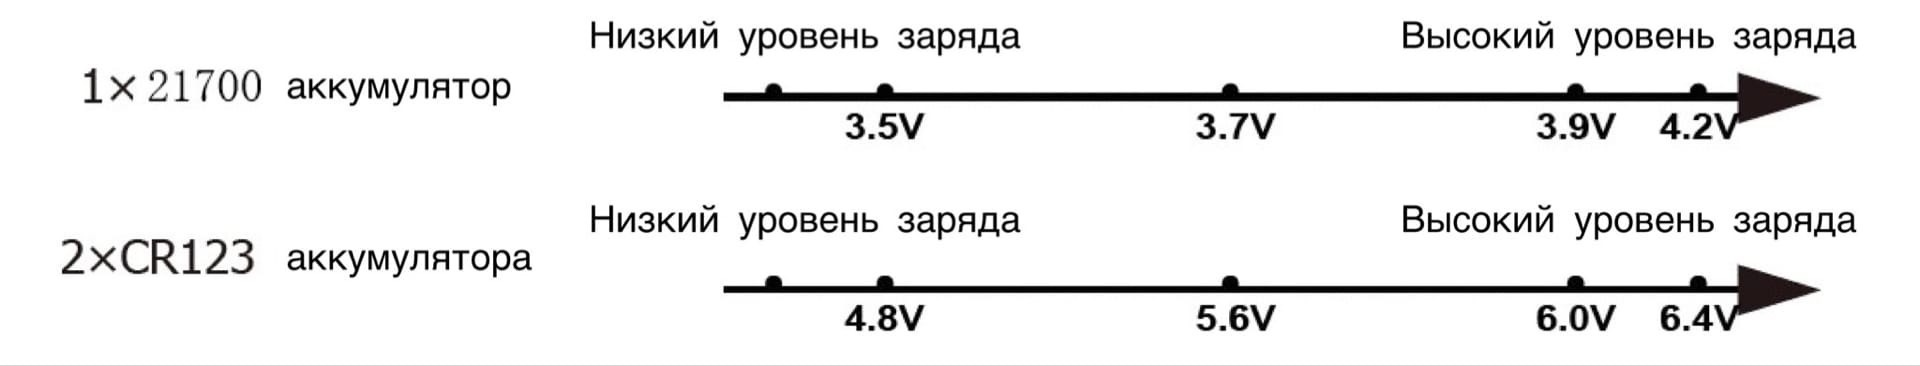 Низкий уровень заряда Высокий уровень заряда
1× 21700 аккумулятор
3.5V 3.7V 3.9V 4.2V
Низкий уровень заряда Высокий уровень заряда
2×CR123 аккумулятора
4.8V 5.6V 6.0V 6.4V